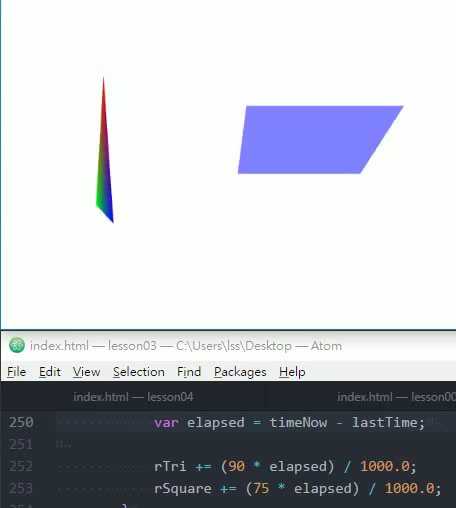 index.html — lesson03 — C:\Users\lss\Desktop — Atom
File Edit View Selection Find Packages Help
index.html — lesson04 index.html — lesson00
250 var elapsed = timeNow - lastTime;
251
252 rTri += (90 * elapsed) / 1000.0;
253 rSquare += (75 * elapsed) / 1000.0;